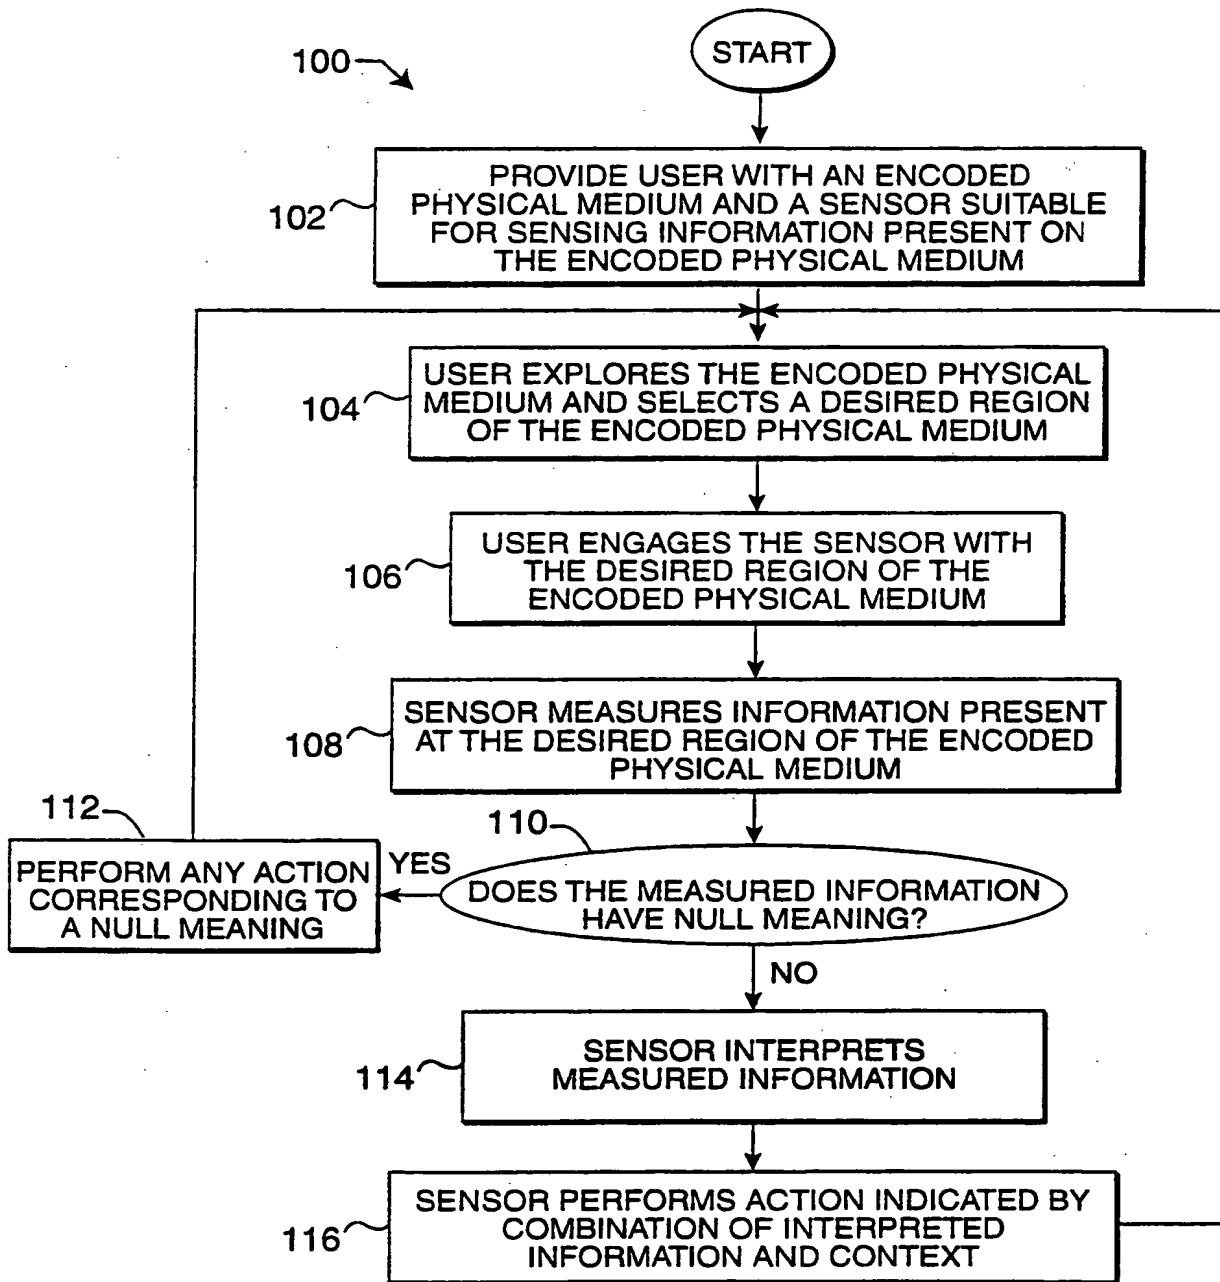 START
100
PROVIDE USER WITH AN ENCODED
PHYSICAL MEDIUM AND A SENSOR SUITABLE
FOR SENSING INFORMATION PRESENT ON
THE ENCODED PHYSICAL MEDIUM
102
USER EXPLORES THE ENCODED PHYSICAL
MEDIUM AND SELECTS A DESIRED REGION
OF THE ENCODED PHYSICAL MEDIUM
104
USER ENGAGES THE SENSOR WITH
THE DESIRED REGION OF THE
ENCODED PHYSICAL MEDIUM
106
SENSOR MEASURES INFORMATION PRESENT
AT THE DESIRED REGION OF THE ENCODED
PHYSICAL MEDIUM
108
110
DOES THE MEASURED INFORMATION
HAVE NULL MEANING?
YES
112
PERFORM ANY ACTION
CORRESPONDING TO
A NULL MEANING
NO
SENSOR INTERPRETS
MEASURED INFORMATION
114
SENSOR PERFORMS ACTION INDICATED BY
COMBINATION OF INTERPRETED
INFORMATION AND CONTEXT
116